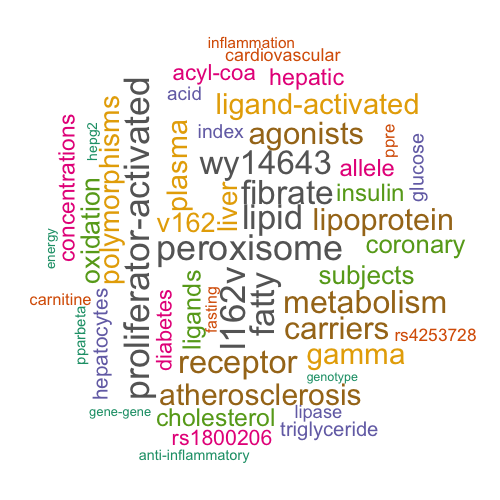 inflammation
cardiovascular
acyl-coa
hepatic
acid
ligand-activated
index
agonists
ppre
glucose
hepg2
polymorphisms
concentrations
proliferator-activated
plasma
wy14643
allele
fibrate
insulin
liver
oxidation
v162
lipid
lipoprotein
energy
peroxisome
coronary
subjects
ligands
l162v
fatty
fasting
diabetes
carnitine
hepatocytes
pparbeta
metabolism
carriers
rs4253728
receptor
gamma
genotype
atherosclerosis
gene-gene
cholesterol
lipase
triglyceride
rs1800206
anti-inflammatory